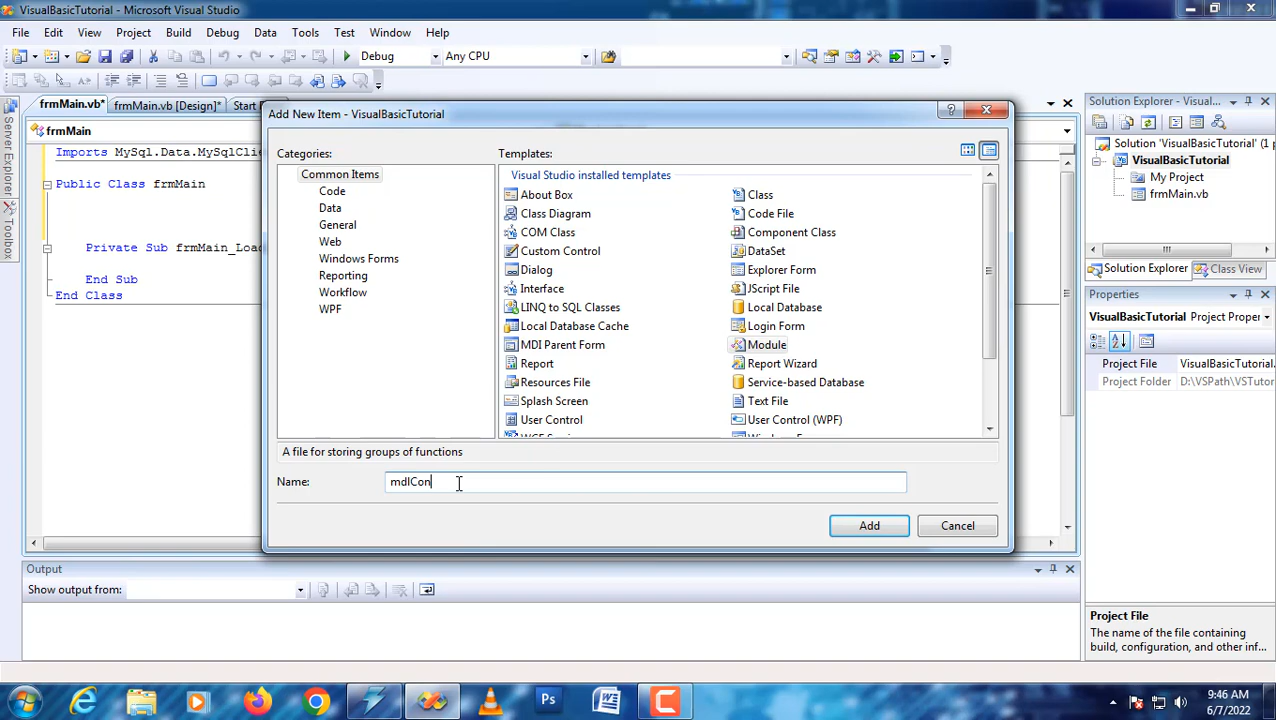 VisualBasicTutorial - Microsoft Visual Studio
File Edit View Project Build Debug Data Tools Test Window Help
Debug Any CPU
frmMain.vb* frmMain.vb [Design]* Start
frmMain
Imports MySql.Data.MySqlClie
Public Class frmMain
Private Sub frmMain_Load
End Sub
End Class
Server Explorer
Toolbox
Add New Item - VisualBasicTutorial
Categories:
Common Items
Code
Data
General
Web
Windows Forms
Reporting
Workflow
WPF
Templates:
Visual Studio installed templates
About Box Class
Class Diagram Code File
COM Class Component Class
Custom Control DataSet
Dialog Explorer Form
Interface JScript File
LINQ to SQL Classes Local Database
Local Database Cache Login Form
MDI Parent Form Module
Report Report Wizard
Resources File Service-based Database
Splash Screen Text File
User Control User Control (WPF)
A file for storing groups of functions
Name: mdlCon
Add Cancel
Solution Explorer - Visual...
Solution 'VisualBasicTutorial' (1 p
VisualBasicTutorial
My Project
frmMain.vb
Solution Explorer Class View
Properties
VisualBasicTutorial Project Proper
Project File VisualBasicTutorial.
Project Folder D:\VSPath\VSTutor
Project File
The name of the file containing
build, configuration, and other inf...
Output
Show output from:
Ps
9:46 AM
6/7/2022